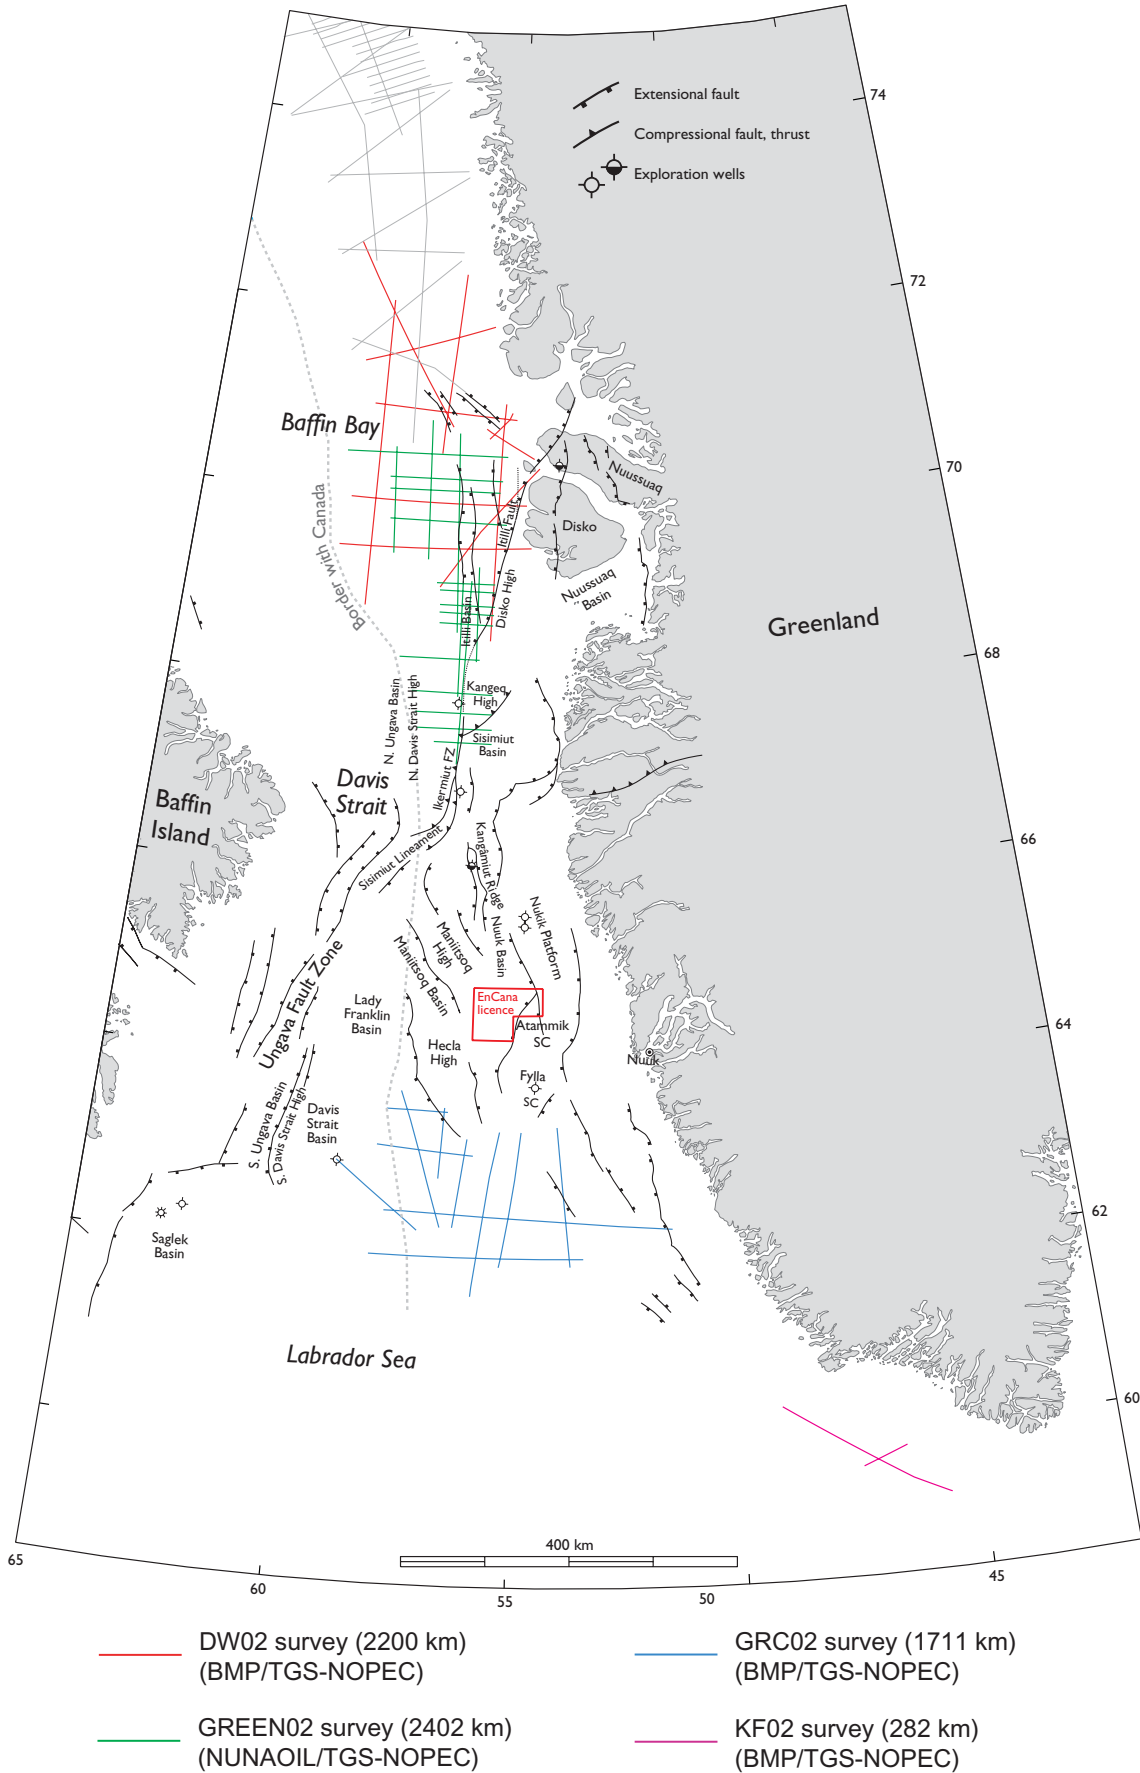 Extensional fault
74
Compressional fault, thrust
Exploration wells
72
Baffin Bay
70
Nuussuaq
Itilli Fault
Disko
Border with Canada
Nuussuaq
Basin
Disko High
Itilli Basin
Greenland
68
Kangeq
High
N. Ungava Basin
N. Davis Strait High
Sisimiut
Basin
Ikermiut FZ
Davis
Strait
Baffin
Island
66
Sisimiut Lineament
Kangâmiut Ridge
Nukik Platform
Nuuk Basin
Maniitsoq
High
Maniitsoq Basin
Ungava Fault Zone
Lady
Franklin
Basin
EnCana
licence
Atammik
SC
64
Hecla
High
Nuuk
Fylla
SC
S. Ungava Basin
S. Davis Strait High
Davis
Strait
Basin
62
Saglek
Basin
Labrador Sea
60
400 km
65
60
55
50
45
DW02 survey (2200 km)
(BMP/TGS-NOPEC)
GRC02 survey (1711 km)
(BMP/TGS-NOPEC)
GREEN02 survey (2402 km)
(NUNAOIL/TGS-NOPEC)
KF02 survey (282 km)
(BMP/TGS-NOPEC)